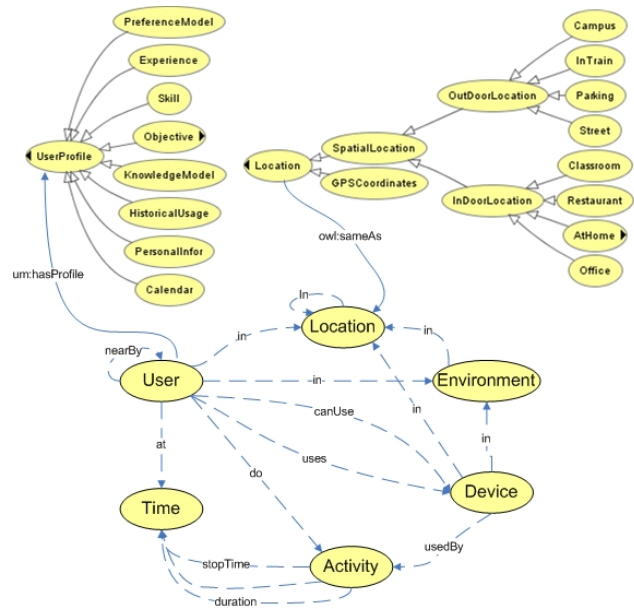 PreferenceModel
Experience
Skill
Objective
UserProfile
KnowledgeModel
HistoricalUsage
PersonalInfor
Calendar
Campus
InTrain
OutDoorLocation
Parking
Street
SpatialLocation
Location
GPSCoordinates
Classroom
InDoorLocation
Restaurant
AtHome
Office
owl:sameAs
um:hasProfile
In
Location
in
in
nearBy
User
in
Environment
canUse
in
in
at
uses
do
Device
Time
usedBy
stopTime
Activity
duration